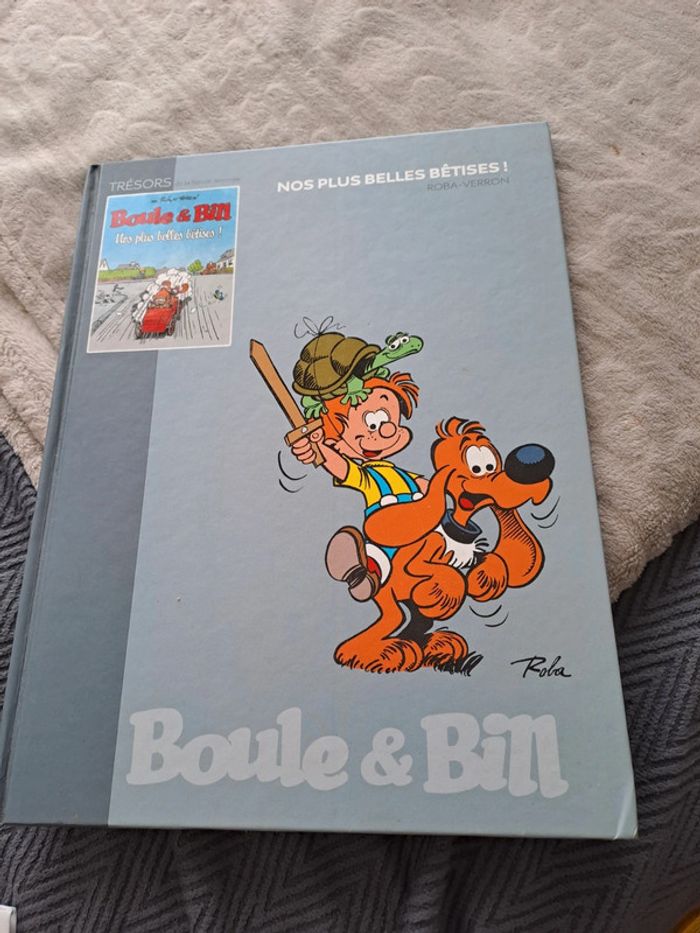 TRÉSORS
NOS PLUS BELLES BÊTISES !
ROBA-VERRON
Boule & Bill
Nos plus belles bêtises !
Roba
Boule & Bill